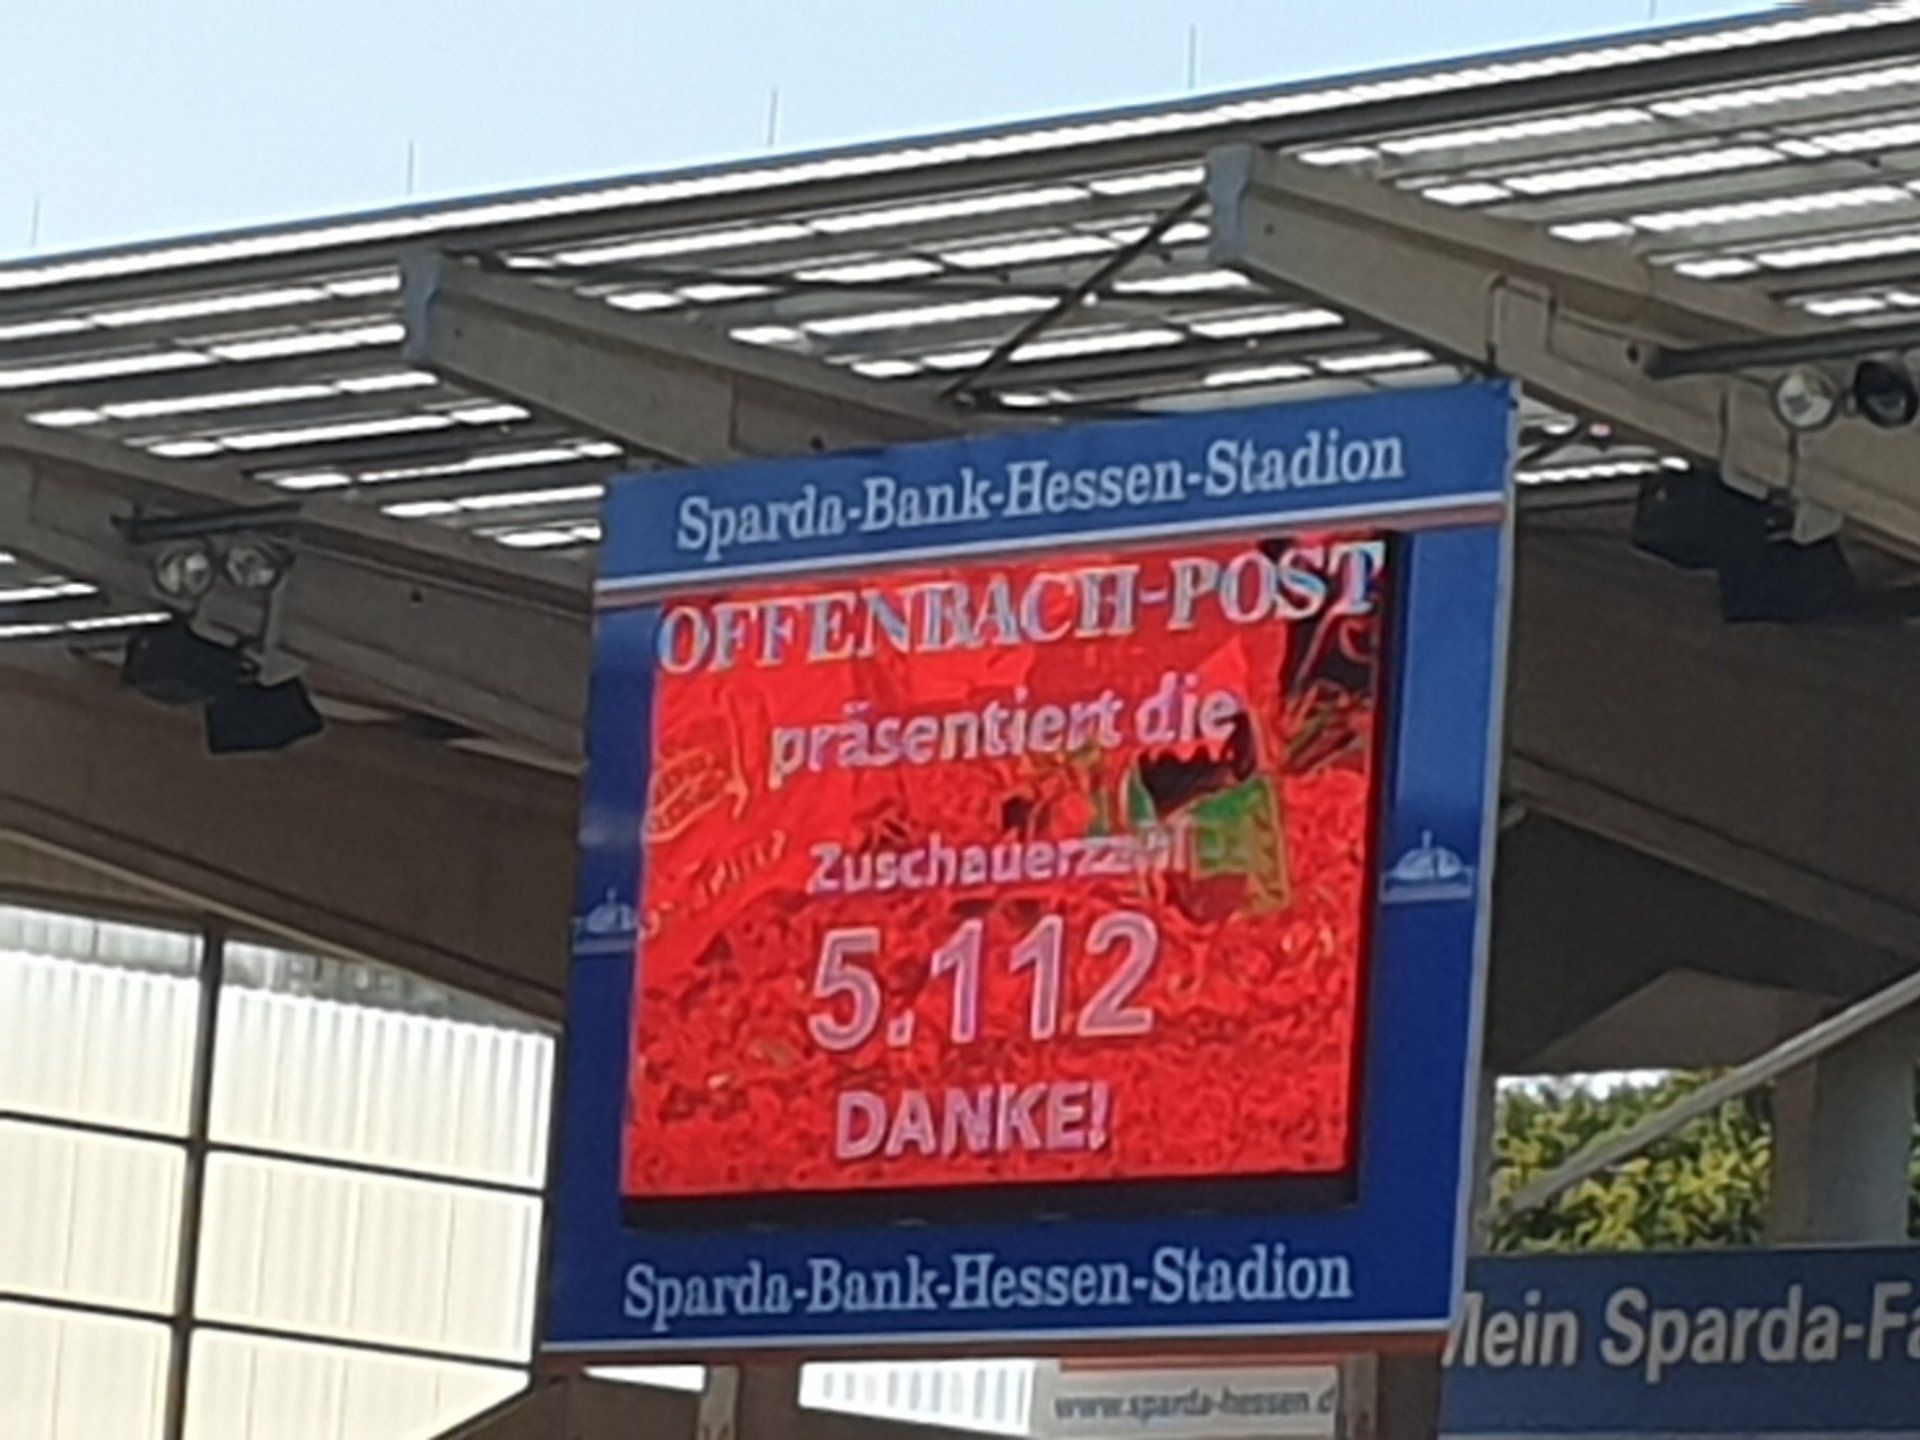 Sparda-Bank-Hessen-Stadion
OFFENBACH-POST
präsentiert die
Zuschauerzahl
5.112
DANKE!
Sparda-Bank-Hessen-Stadion
Mein Sparda-Fa
www.sparda-hessen.d